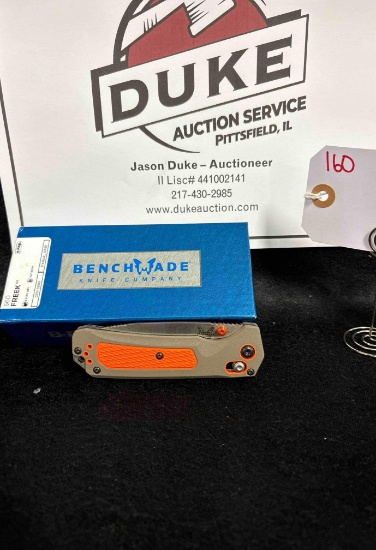 DUKE
AUCTION SERVICE
PITTSFIELD, IL
Jason Duke – Auctioneer
Il Lisc# 441002141
217-430-2985
www.dukeauction.com
160
BENCHMADE
KNIFE COMPANY
FREEK